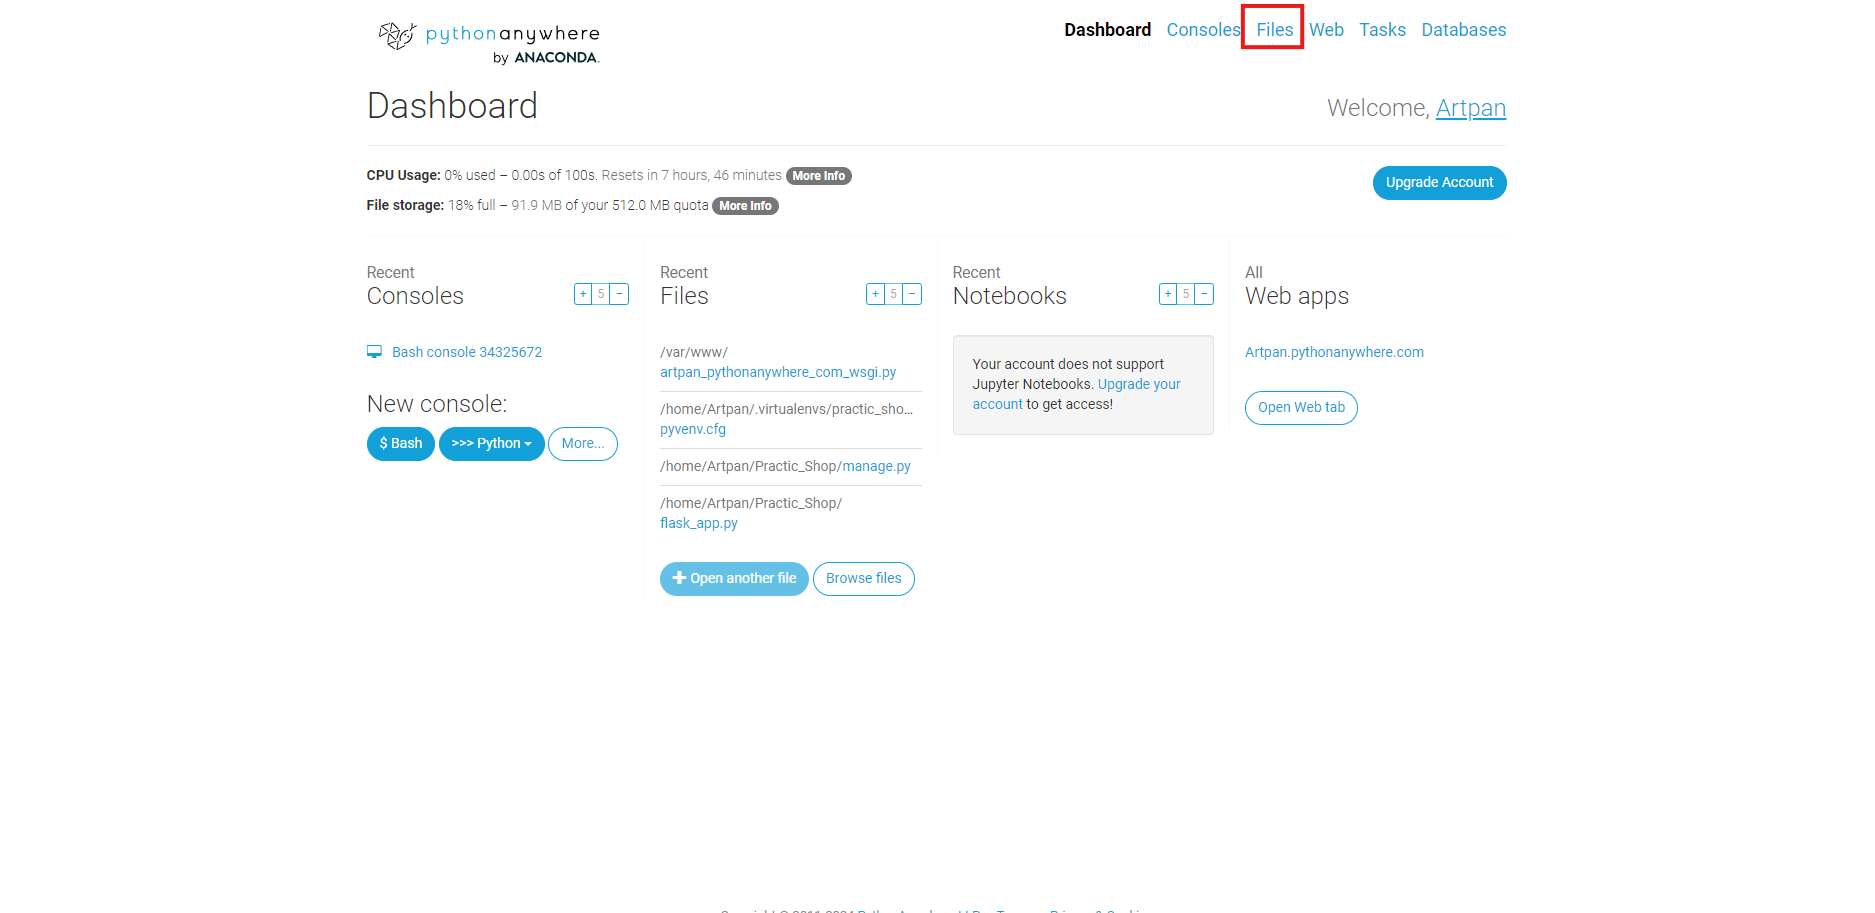 pythonanywhere
by ANACONDA.
Dashboard Consoles Files Web Tasks Databases
Dashboard
Welcome, Artpan
CPU Usage: 0% used – 0.00s of 100s. Resets in 7 hours, 46 minutes More Info
Upgrade Account
File storage: 18% full – 91.9 MB of your 512.0 MB quota More Info
Recent
Consoles
+ 5 −
Bash console 34325672
New console:
$ Bash >>> Python More...
Recent
Files
+ 5 −
/var/www/
artpan_pythonanywhere_com_wsgi.py
/home/Artpan/.virtualenvs/practic_sho...
pyvenv.cfg
/home/Artpan/Practic_Shop/manage.py
/home/Artpan/Practic_Shop/
flask_app.py
+ Open another file Browse files
Recent
Notebooks
+ 5 −
Your account does not support
Jupyter Notebooks. Upgrade your
account to get access!
All
Web apps
Artpan.pythonanywhere.com
Open Web tab